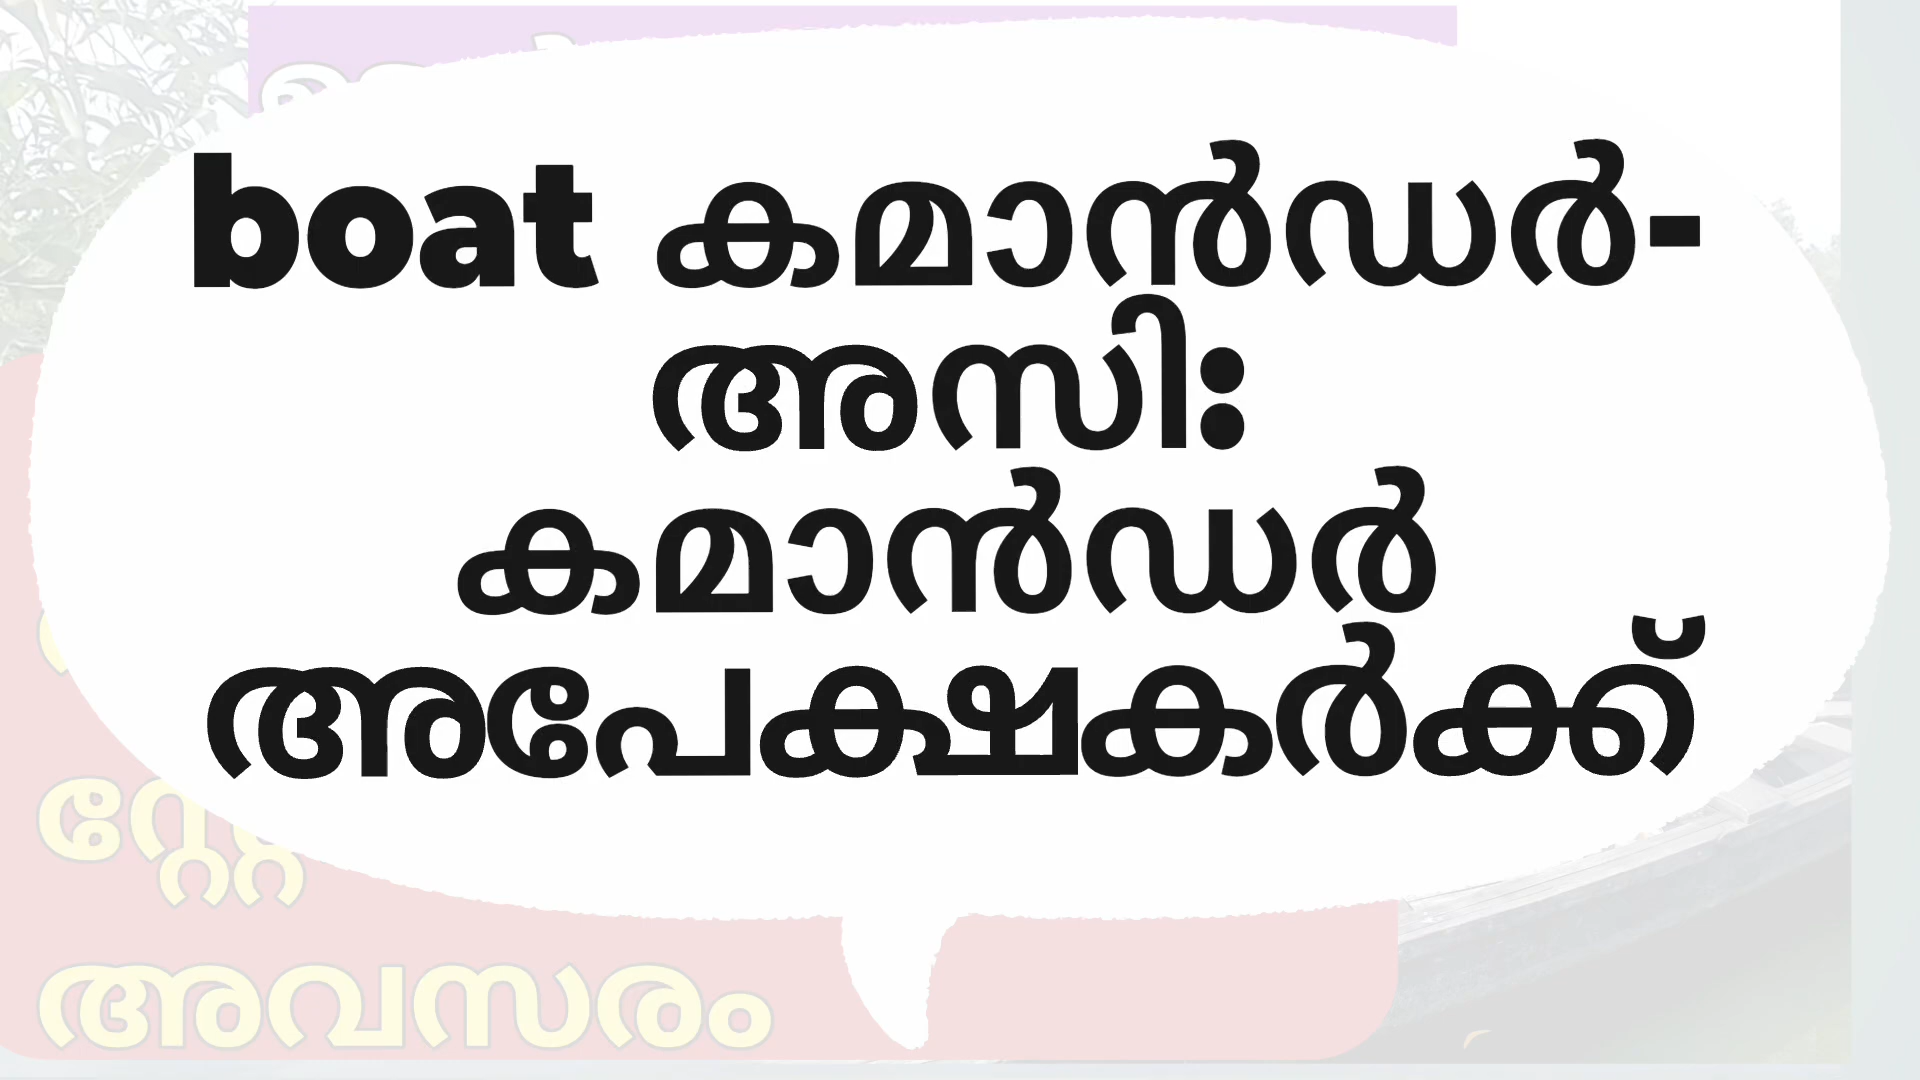 boat കമാൻഡർ-
അസി:
കമാൻഡർ
അപേക്ഷകർക്ക്
അവസരം